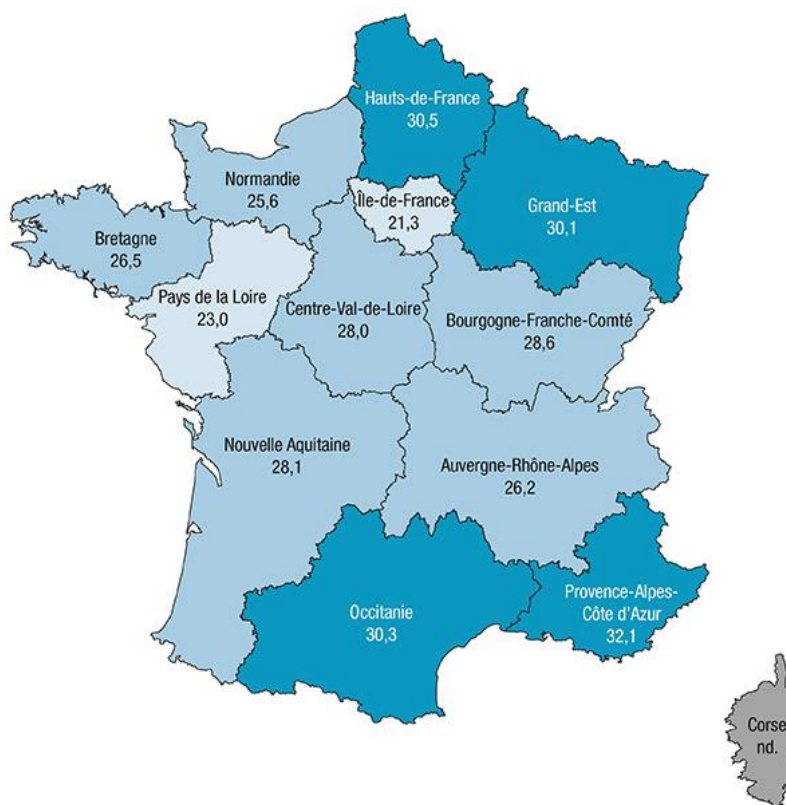 Hauts-de-France
30,5
Normandie
25,6
Île-de-France
21,3
Grand-Est
30,1
Bretagne
26,5
Pays de la Loire
23,0
Centre-Val-de-Loire
28,0
Bourgogne-Franche-Comté
28,6
Nouvelle Aquitaine
28,1
Auvergne-Rhône-Alpes
26,2
Occitanie
30,3
Provence-Alpes-
Côte d'Azur
32,1
Corse
nd.